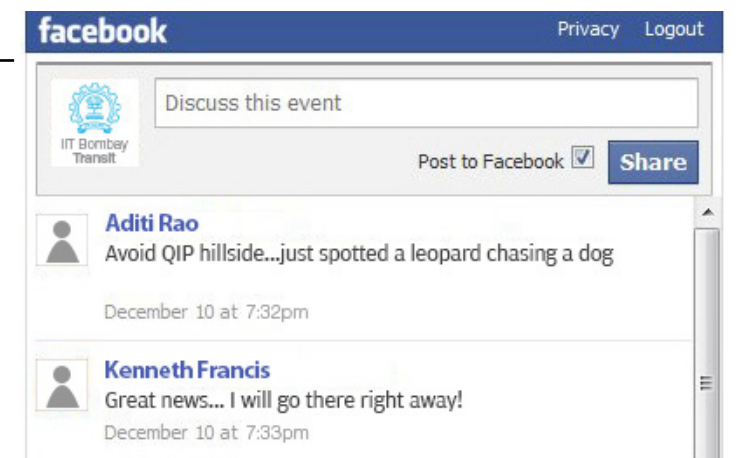 facebook
Privacy Logout
Discuss this event
IIT Bombay
Transit
Post to Facebook
Share
Aditi Rao
Avoid QIP hillside...just spotted a leopard chasing a dog
December 10 at 7:32pm
Kenneth Francis
Great news... I will go there right away!
December 10 at 7:33pm